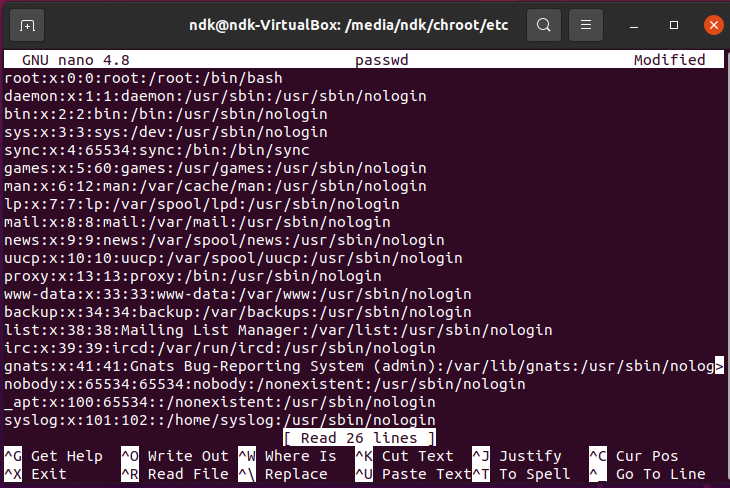 ndk@ndk-VirtualBox: /media/ndk/chroot/etc
GNU nano 4.8 passwd Modified
root:x:0:0:root:/root:/bin/bash
daemon:x:1:1:daemon:/usr/sbin:/usr/sbin/nologin
bin:x:2:2:bin:/bin:/usr/sbin/nologin
sys:x:3:3:sys:/dev:/usr/sbin/nologin
sync:x:4:65534:sync:/bin:/bin/sync
games:x:5:60:games:/usr/games:/usr/sbin/nologin
man:x:6:12:man:/var/cache/man:/usr/sbin/nologin
lp:x:7:7:lp:/var/spool/lpd:/usr/sbin/nologin
mail:x:8:8:mail:/var/mail:/usr/sbin/nologin
news:x:9:9:news:/var/spool/news:/usr/sbin/nologin
uucp:x:10:10:uucp:/var/spool/uucp:/usr/sbin/nologin
proxy:x:13:13:proxy:/bin:/usr/sbin/nologin
www-data:x:33:33:www-data:/var/www:/usr/sbin/nologin
backup:x:34:34:backup:/var/backups:/usr/sbin/nologin
list:x:38:38:Mailing List Manager:/var/list:/usr/sbin/nologin
irc:x:39:39:ircd:/var/run/ircd:/usr/sbin/nologin
gnats:x:41:41:Gnats Bug-Reporting System (admin):/var/lib/gnats:/usr/sbin/nolog>
nobody:x:65534:65534:nobody:/nonexistent:/usr/sbin/nologin
_apt:x:100:65534::/nonexistent:/usr/sbin/nologin
syslog:x:101:102::/home/syslog:/usr/sbin/nologin
[ Read 26 lines ]
^G Get Help ^O Write Out ^W Where Is ^K Cut Text ^J Justify ^C Cur Pos
^X Exit ^R Read File ^\ Replace ^U Paste Text ^T To Spell ^_ Go To Line